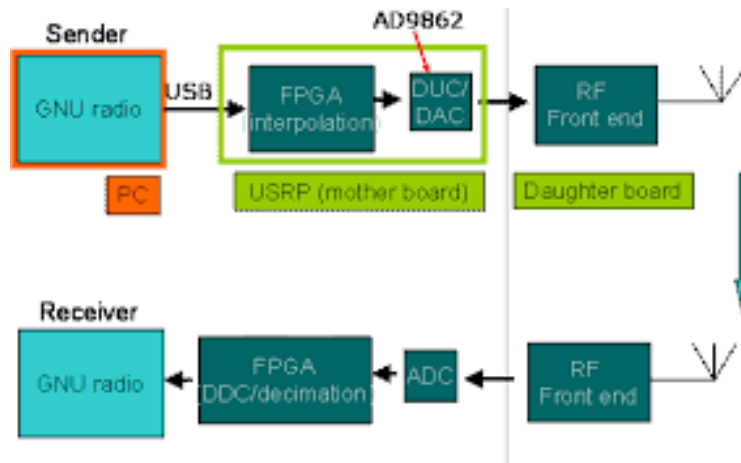 AD9862
Sender
GNU radio
USB
FPGA
(interpolation)
DUC/
DAC
RF
Front end
PC
USRP (mother board)
Daughter board
Receiver
GNU radio
FPGA
(DDC/decimation)
ADC
RF
Front end